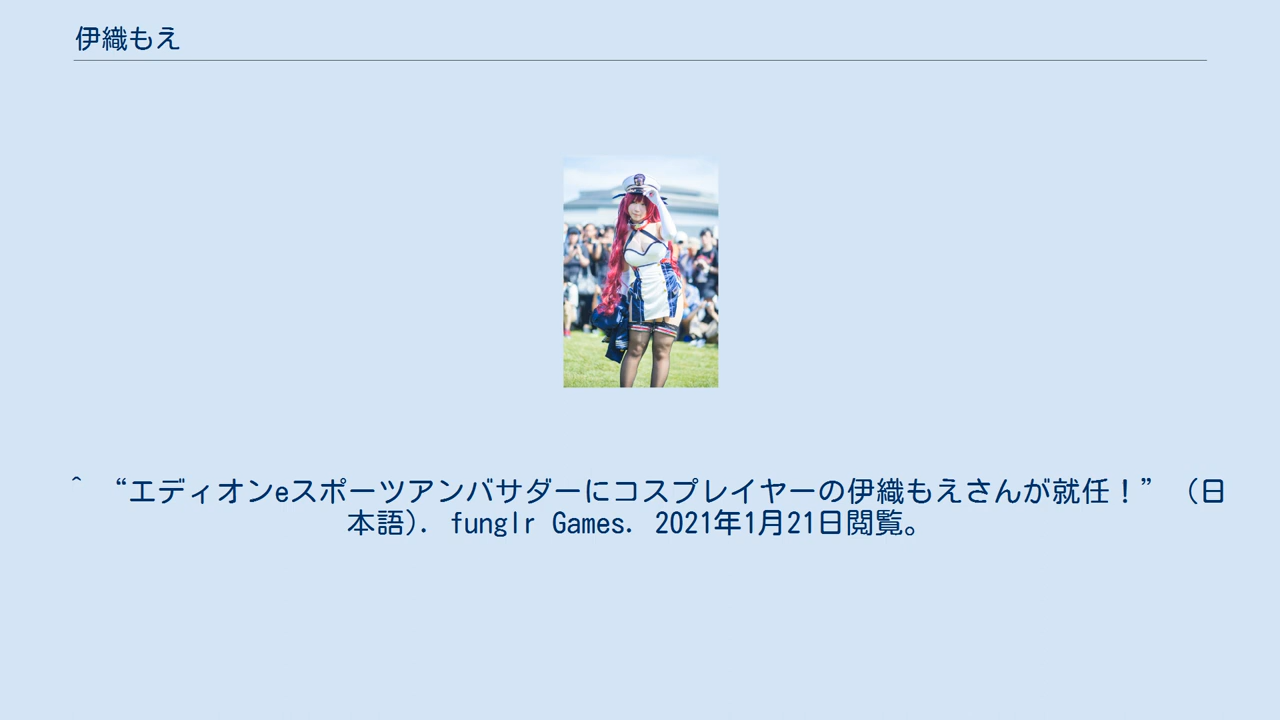 伊織もえ
^ “エディオンeスポーツアンバサダーにコスプレイヤーの伊織もえさんが就任！” （日
本語）. funglr Games. 2021年1月21日閲覧。